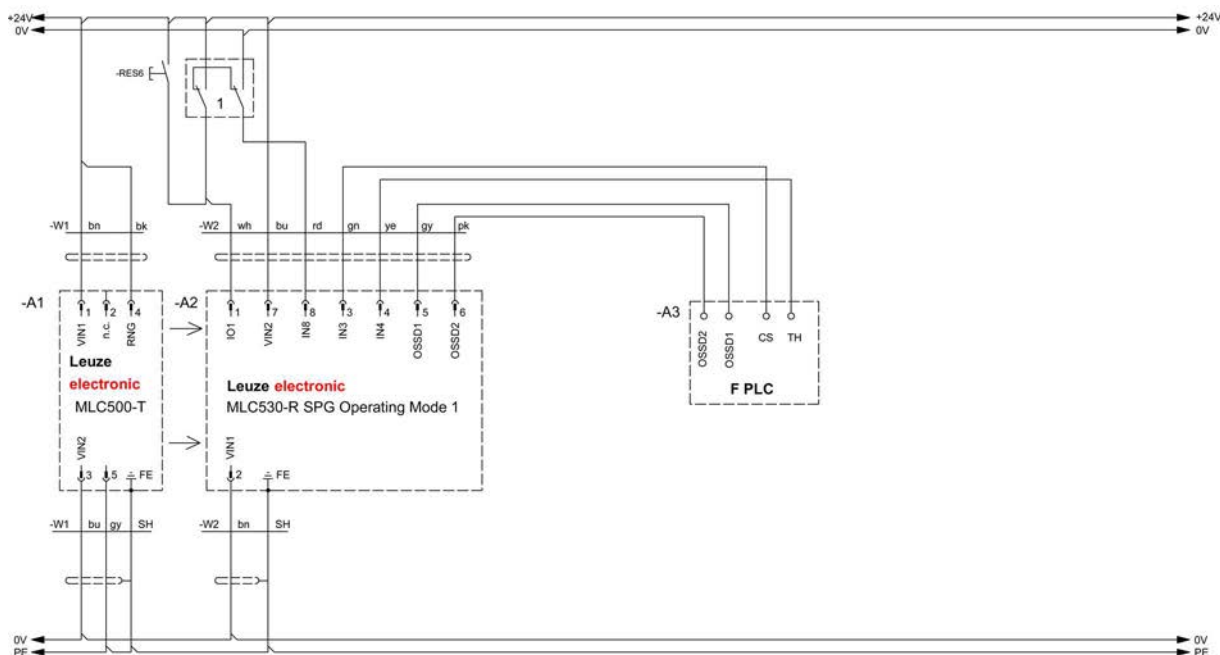 +24V +24V
0V 0V
-RES6
1
-W1 bn bk
-W2 wh bu rd gn ye gy pk
-A1
1 2 4
VIN1 n.c. RNG
Leuze
electronic
MLC500-T
VIN2
3 5 FE
-A2
1 7 8 3 4 5 6
IO1 VIN2 IN8 IN3 IN4 OSSD1 OSSD2
Leuze electronic
MLC530-R SPG Operating Mode 1
VIN1
2 FE
-A3
OSSD2 OSSD1 CS TH
F PLC
-W1 bu gy SH
-W2 bn SH
0V 0V
PE PE